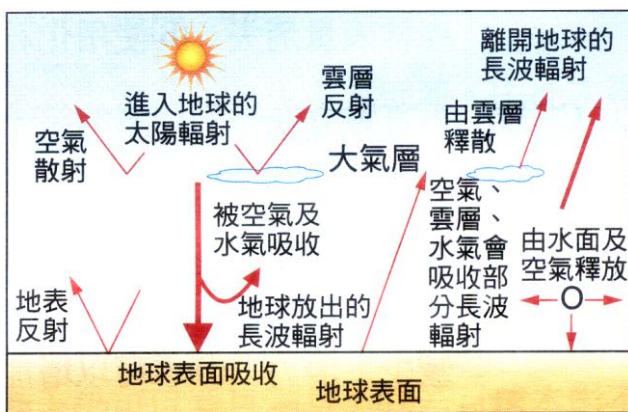 進入地球的
太陽輻射
空氣
散射
雲層
反射
大氣層
被空氣及
水氣吸收
地表
反射
地球放出的
長波輻射
地球表面吸收
地球表面
離開地球的
長波輻射
由雲層
釋散
空氣、
雲層、
水氣會
吸收部
分長波
輻射
由水面及
空氣釋放
O